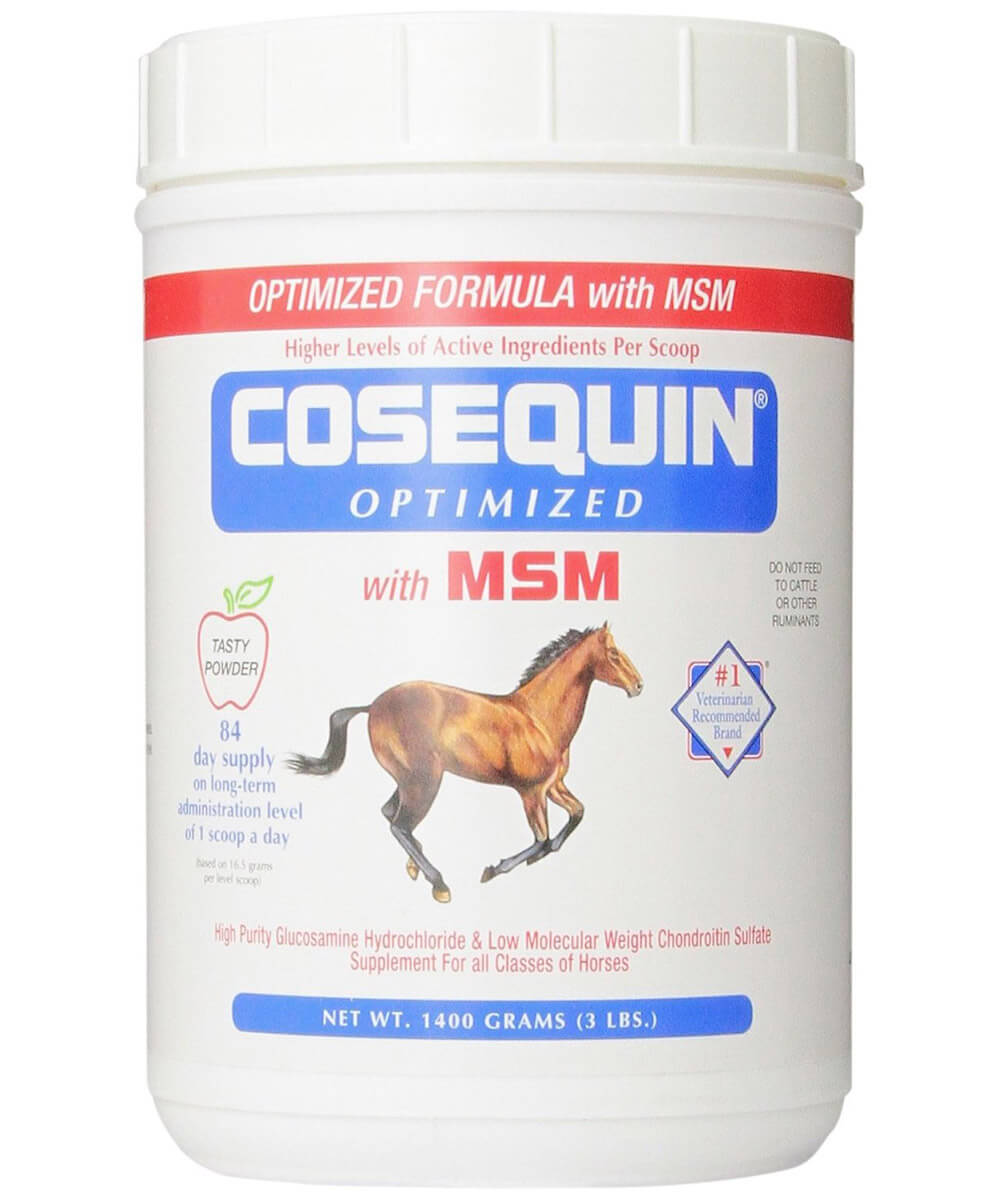 OPTIMIZED FORMULA with MSM
Higher Levels of Active Ingredients Per Scoop
COSEQUIN®
OPTIMIZED
with MSM
DO NOT FEED
TO CATTLE
OR OTHER
RUMINANTS
TASTY
POWDER
84
day supply
on long-term
administration level
of 1 scoop a day
(based on 16.5 grams
per level scoop)
#1
Veterinarian
Recommended
Brand
High Purity Glucosamine Hydrochloride & Low Molecular Weight Chondroitin Sulfate
Supplement For all Classes of Horses
NET WT. 1400 GRAMS (3 LBS.)